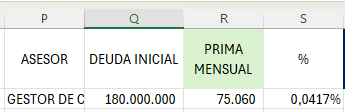 P Q R S
ASESOR DEUDA INICIAL PRIMA MENSUAL %
GESTOR DE C 180.000.000 75.060 0,0417%